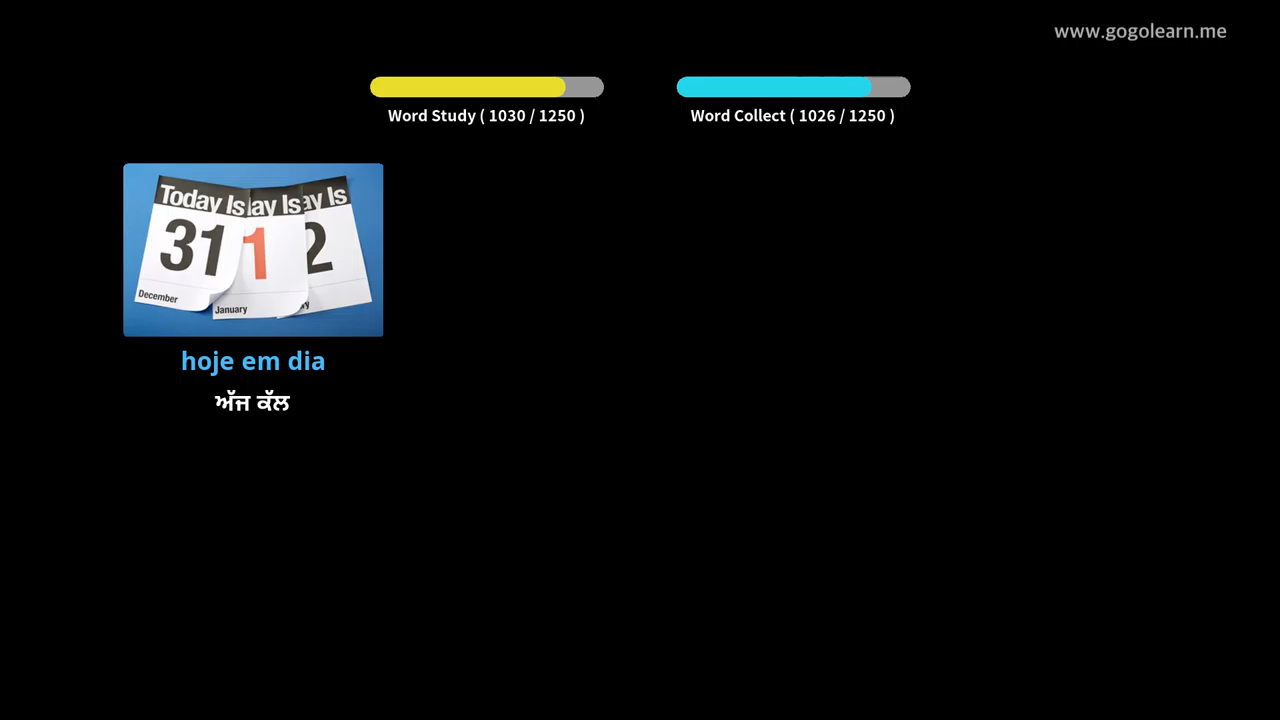 www.gogolearn.me
Word Study ( 1030 / 1250 )
Word Collect ( 1026 / 1250 )
Today Is lay Is ay Is
31 1 2
December
January
hoje em dia
ਅੱਜ ਕੱਲ